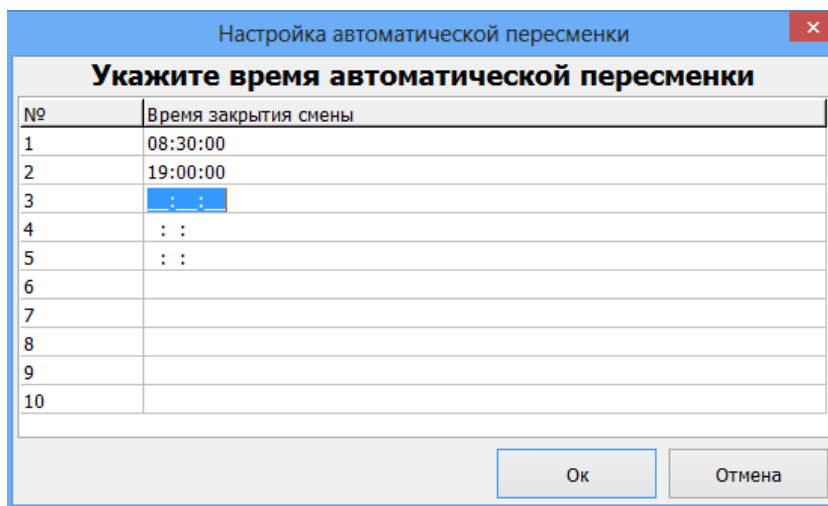 Настройка автоматической пересменки
×
Укажите время автоматической пересменки
№ Время закрытия смены
1 08:30:00
2 19:00:00
3 __:__:__
4 : :
5 : :
6
7
8
9
10
Ок Отмена